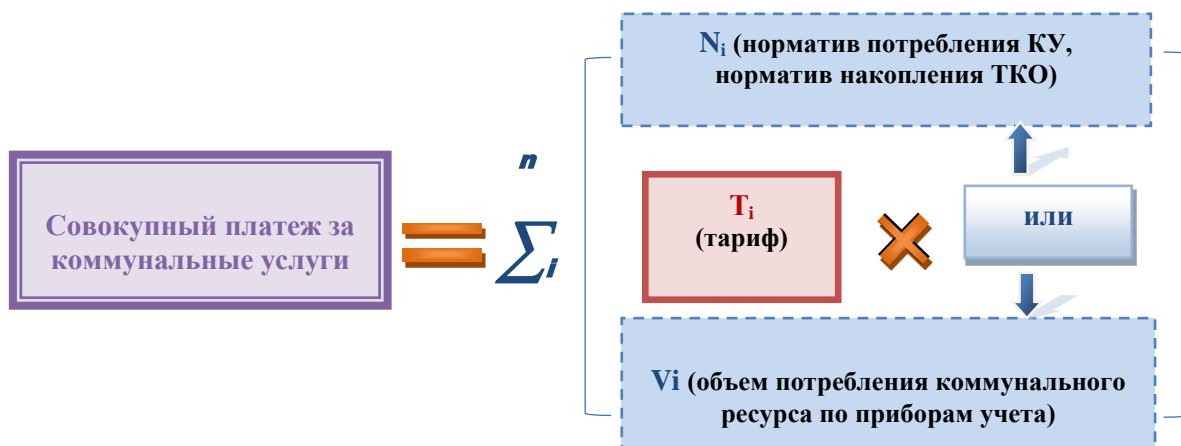 Совокупный платеж за
коммунальные услуги
n
∑i
Ni (норматив потребления КУ,
норматив накопления ТКО)
Ti
(тариф)
или
Vi (объем потребления коммунального
ресурса по приборам учета)